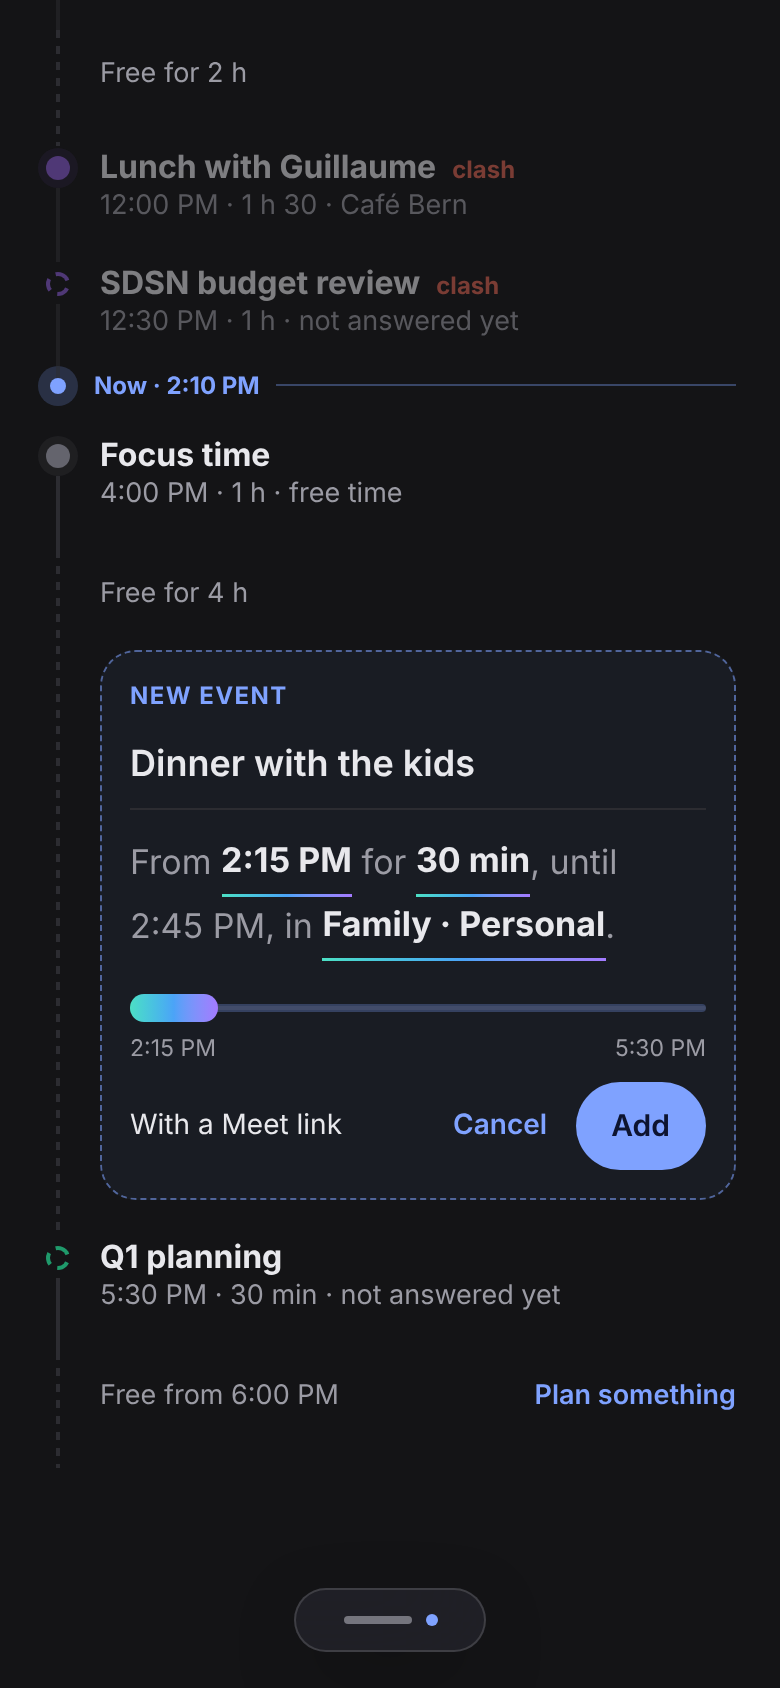 Free for 2 h
Lunch with Guillaume clash
12:00 PM · 1 h 30 · Café Bern
SDSN budget review clash
12:30 PM · 1 h · not answered yet
Now · 2:10 PM
Focus time
4:00 PM · 1 h · free time
Free for 4 h
NEW EVENT
Dinner with the kids
From 2:15 PM for 30 min, until
2:45 PM, in Family · Personal.
2:15 PM 5:30 PM
With a Meet link Cancel Add
Q1 planning
5:30 PM · 30 min · not answered yet
Free from 6:00 PM Plan something